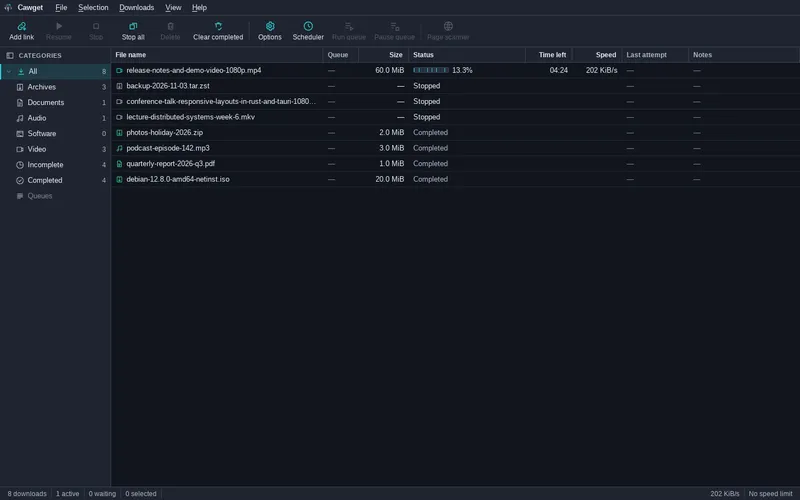 Cawget File Selection Downloads View Help
Add link Resume Stop Stop all Delete Clear completed Options Scheduler Run queue Pause queue Page scanner
CATEGORIES
All 8
Archives 3
Documents 1
Audio 1
Software 0
Video 3
Incomplete 4
Completed 4
Queues
File name Queue Size Status Time left Speed Last attempt Notes
release-notes-and-demo-video-1080p.mp4 — 60.0 MiB 13.3% 04:24 202 KiB/s — —
backup-2026-11-03.tar.zst — — Stopped — —
conference-talk-responsive-layouts-in-rust-and-tauri-1080... — — Stopped — —
lecture-distributed-systems-week-6.mkv — — Stopped — —
photos-holiday-2026.zip — 2.0 MiB Completed — —
podcast-episode-142.mp3 — 3.0 MiB Completed — —
quarterly-report-2026-q3.pdf — 1.0 MiB Completed — —
debian-12.8.0-amd64-netinst.iso — 20.0 MiB Completed — —
8 downloads 1 active 0 waiting 0 selected 202 KiB/s No speed limit